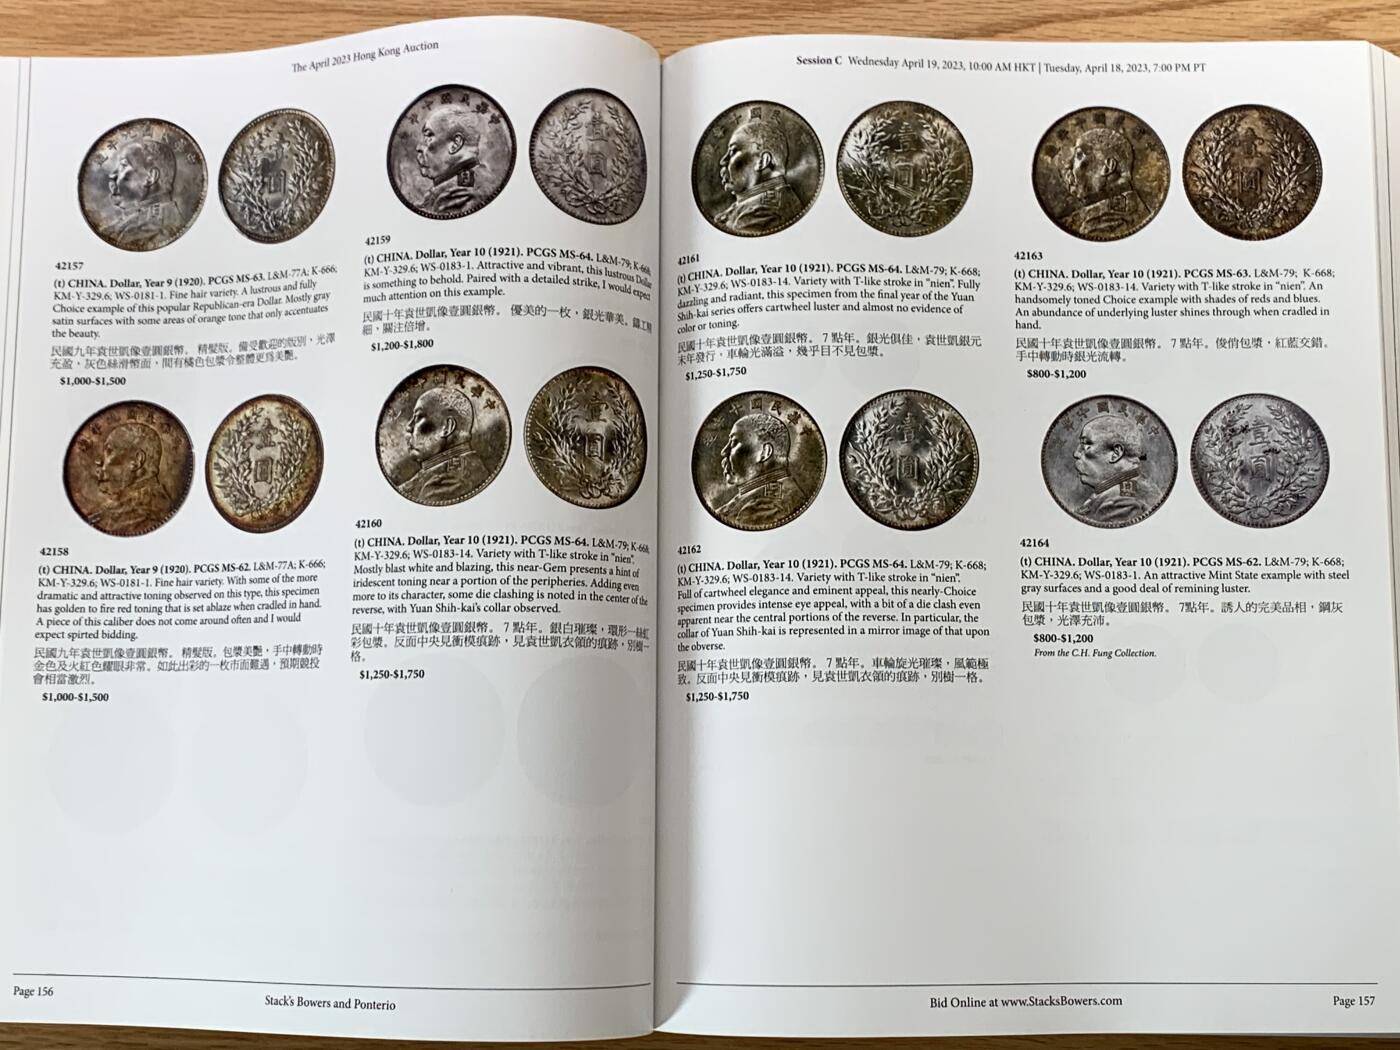 The April 2023 Hong Kong Auction
42157
(t) CHINA. Dollar, Year 9 (1920). PCGS MS-63. L&M-77A; K-666;
KM-Y-329.6; WS-0181-1. Fine hair variety. A lustrous and fully
Choice example of this popular Republican-era Dollar. Mostly gray
satin surfaces with some areas of orange tone that only accentuates
the beauty.
民國九年袁世凱像壹圓銀幣。 精髮版。備受歡迎的版別，光澤
充盈，灰色絲滑幣面，間有橘色包漿令整體更爲美艷。
$1,000-$1,500
42158
(t) CHINA. Dollar, Year 9 (1920). PCGS MS-62. L&M-77A; K-666;
KM-Y-329.6; WS-0181-1. Fine hair variety. With some of the more
dramatic and attractive toning observed on this type, this specimen
has golden to fire red toning that is set ablaze when cradled in hand.
A piece of this caliber does not come around often and I would
expect spirited bidding.
民國九年袁世凱像壹圓銀幣。 精髮版。包漿美艷，手中轉動時
金色及火紅色耀眼非常。如此出彩的一枚市面難遇，預期競投
會相當激烈。
$1,000-$1,500
42159
(t) CHINA. Dollar, Year 10 (1921). PCGS MS-64. L&M-79; K-668;
KM-Y-329.6; WS-0183-1. Attractive and vibrant, this lustrous Dollar
is something to behold. Paired with a detailed strike, I would expect
much attention on this example.
民國十年袁世凱像壹圓銀幣。 優美的一枚，銀光華美。鑄工精
細，關注倍增。
$1,200-$1,800
42160
(t) CHINA. Dollar, Year 10 (1921). PCGS MS-64. L&M-79; K-668;
KM-Y-329.6; WS-0183-14. Variety with T-like stroke in "nien".
Mostly blast white and blazing, this near-Gem presents a hint of
iridescent toning near a portion of the peripheries. Adding even
more to its character, some die clashing is noted in the center of the
reverse, with Yuan Shih-kai's collar observed.
民國十年袁世凱像壹圓銀幣。 7 點年。銀白璀璨，環形一絲虹
彩包漿。反面中央見衝模痕跡，見袁世凱衣領的痕跡，別樹一
格。
$1,250-$1,750
Page 156
Stack's Bowers and Ponterio
Session C Wednesday April 19, 2023, 10:00 AM HKT | Tuesday, April 18, 2023, 7:00 PM PT
42161
(t) CHINA. Dollar, Year 10 (1921). PCGS MS-64. L&M-79; K-668;
KM-Y-329.6; WS-0183-14. Variety with T-like stroke in "nien". Fully
dazzling and radiant, this specimen from the final year of the Yuan
Shih-kai series offers cartwheel luster and almost no evidence of
color or toning.
民國十年袁世凱像壹圓銀幣。 7 點年。銀光俱佳，袁世凱銀元
末年發行，車輪光滿溢，幾乎目不見包漿。
$1,250-$1,750
42162
(t) CHINA. Dollar, Year 10 (1921). PCGS MS-64. L&M-79; K-668;
KM-Y-329.6; WS-0183-14. Variety with T-like stroke in "nien".
Full of cartwheel elegance and eminent appeal, this nearly-Choice
specimen provides intense eye appeal, with a bit of a die clash even
apparent near the central portions of the reverse. In particular, the
collar of Yuan Shih-kai is represented in a mirror image of that upon
the obverse.
民國十年袁世凱像壹圓銀幣。 7 點年。車輪旋光璀璨，風範極
致。反面中央見衝模痕跡，見袁世凱衣領的痕跡，別樹一格。
$1,250-$1,750
42163
(t) CHINA. Dollar, Year 10 (1921). PCGS MS-63. L&M-79; K-668;
KM-Y-329.6; WS-0183-14. Variety with T-like stroke in "nien". An
handsomely toned Choice example with shades of reds and blues.
An abundance of underlying luster shines through when cradled in
hand.
民國十年袁世凱像壹圓銀幣。 7 點年。俊俏包漿，紅藍交錯。
手中轉動時銀光流轉。
$800-$1,200
42164
(t) CHINA. Dollar, Year 10 (1921). PCGS MS-62. L&M-79; K-668;
KM-Y-329.6; WS-0183-1. An attractive Mint State example with steel
gray surfaces and a good deal of remining luster.
民國十年袁世凱像壹圓銀幣。 7點年。誘人的完美品相，鋼灰
包漿，光澤充沛。
$800-$1,200
From the C.H. Fung Collection.
Bid Online at www.StacksBowers.com
Page 157